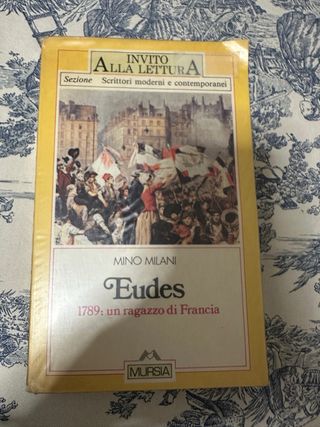 INVITO
ALLA LETTURA
Sezione Scrittori moderni e contemporanei
MINO MILANI
Eudes
1789: un ragazzo di Francia
MURSIA